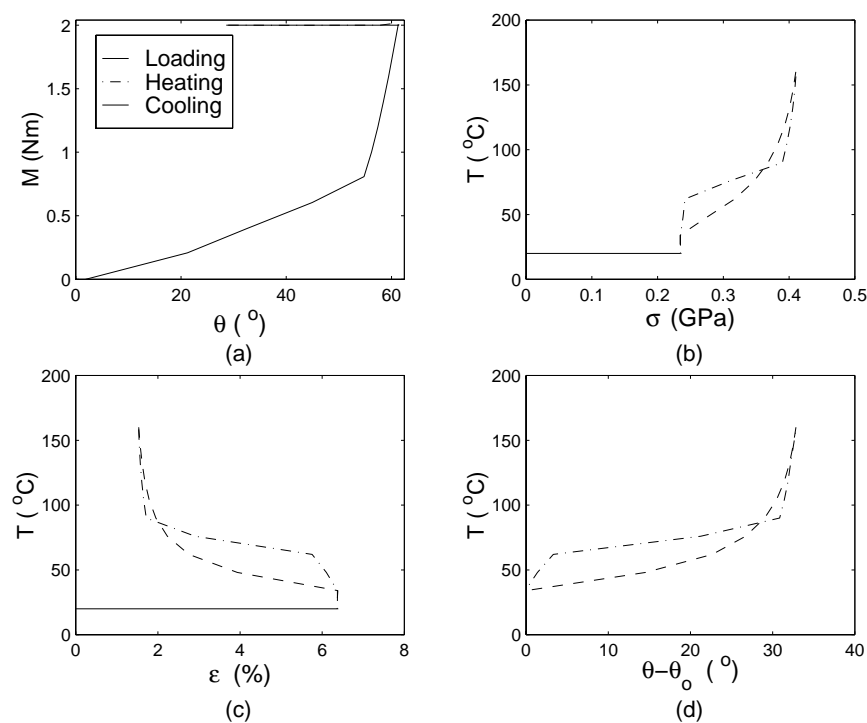 2
1.5
1
0.5
0
M (Nm)
Loading
Heating
Cooling
0 20 40 60
θ ( °)
(a)
200
150
100
50
0
T ( °C)
0 0.1 0.2 0.3 0.4 0.5
σ (GPa)
(b)
200
150
100
50
0
T ( °C)
0 2 4 6 8
ε (%)
(c)
200
150
100
50
0
T ( °C)
0 10 20 30 40
θ−θo ( °)
(d)